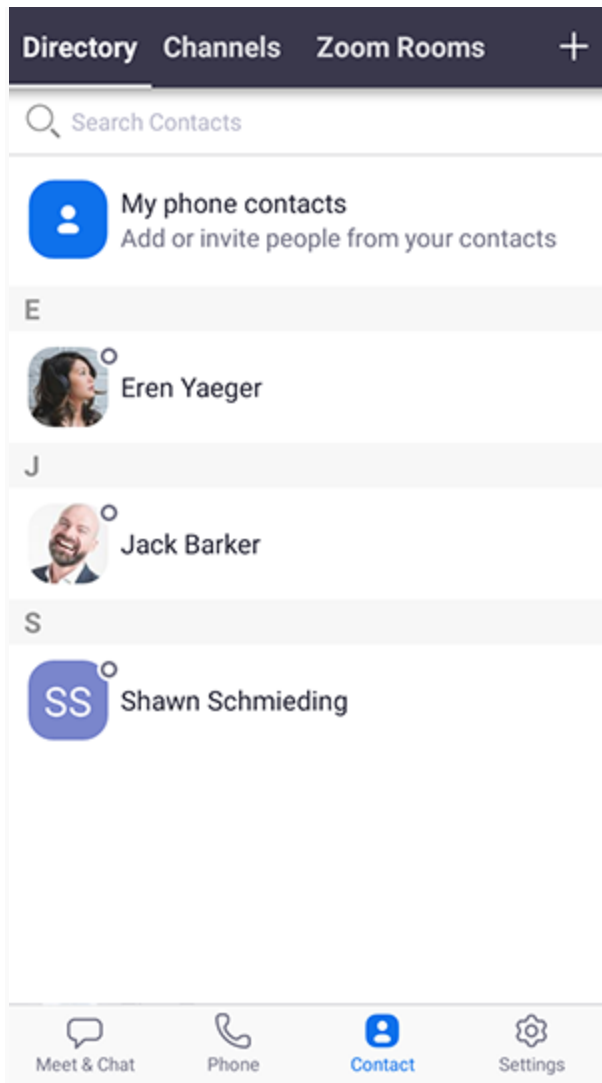 Directory Channels Zoom Rooms +
Search Contacts
My phone contacts
Add or invite people from your contacts
E
Eren Yaeger
J
Jack Barker
S
SS Shawn Schmieding
Meet & Chat Phone Contact Settings